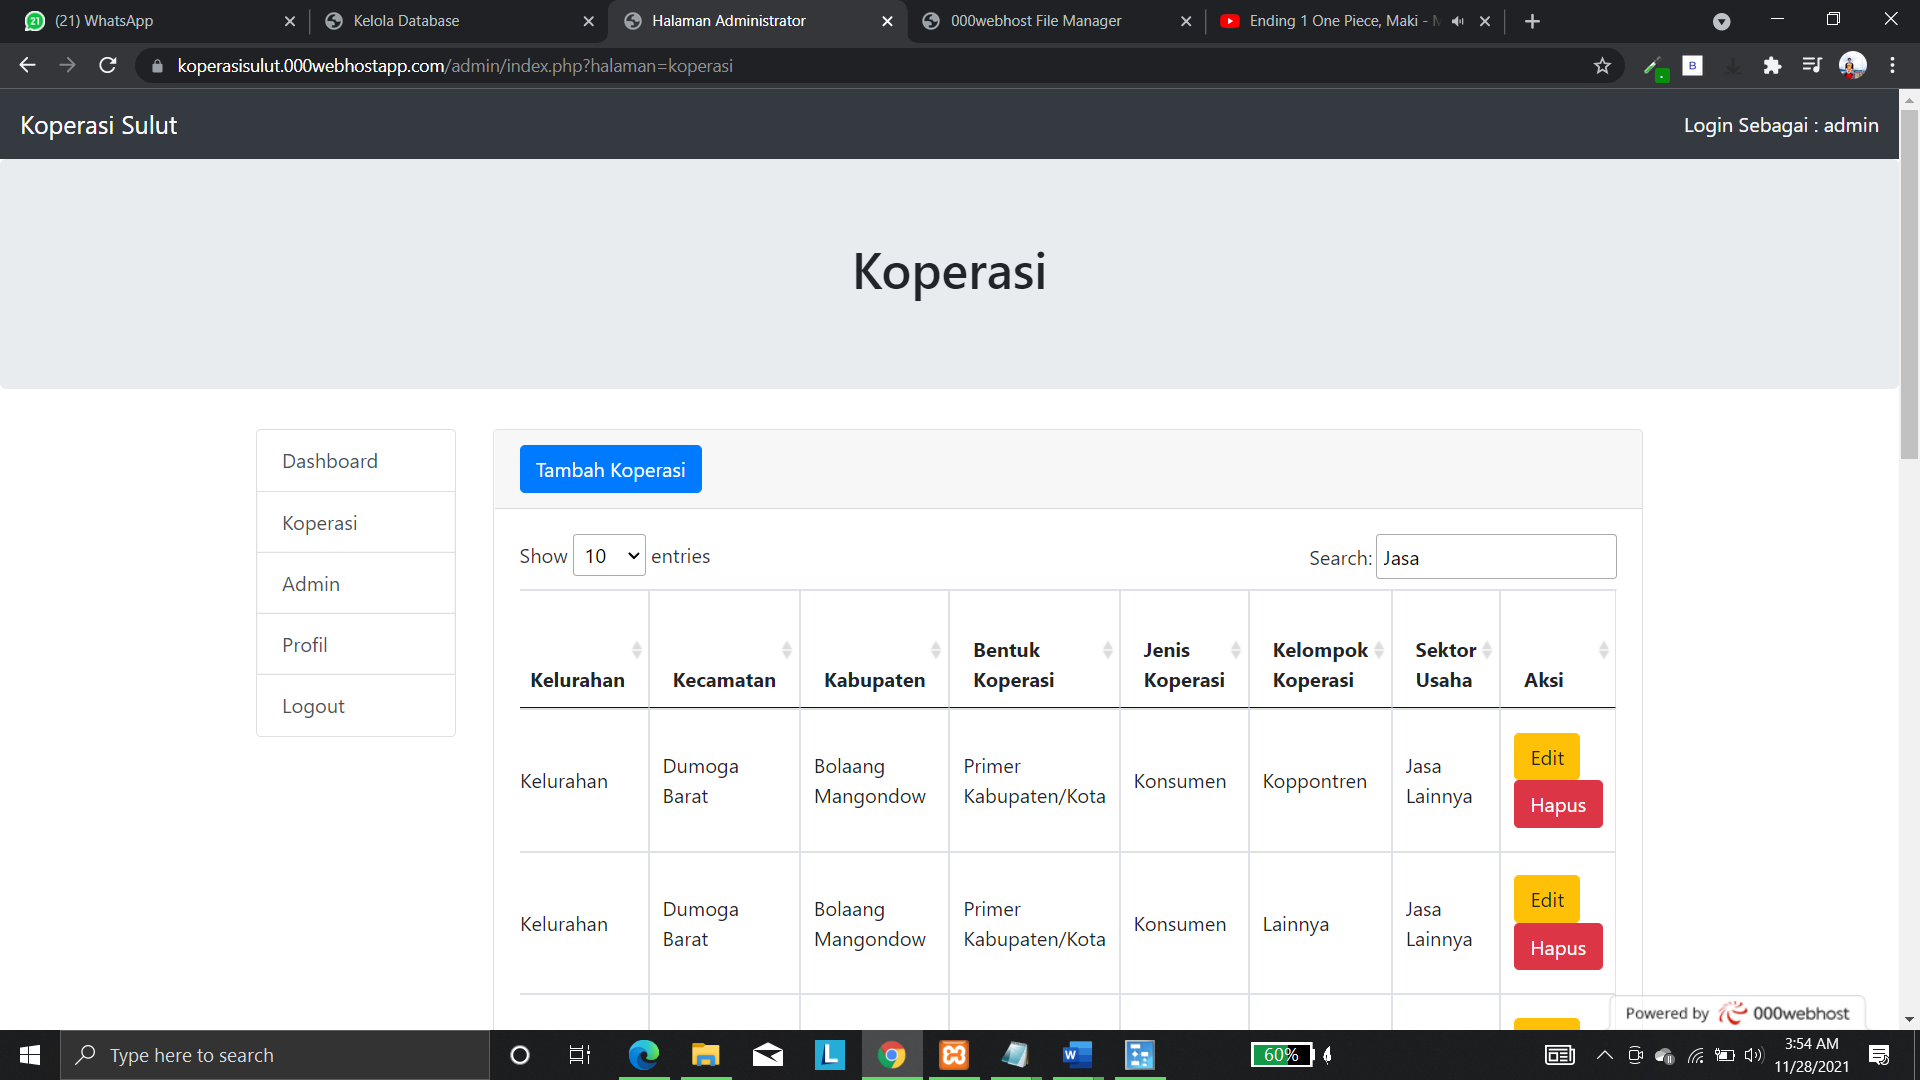 (21) WhatsApp
Kelola Database
Halaman Administrator
000webhost File Manager
Ending 1 One Piece, Maki -
koperasisulut.000webhostapp.com/admin/index.php?halaman=koperasi
Koperasi Sulut
Login Sebagai : admin
Koperasi
Dashboard
Koperasi
Admin
Profil
Logout
Tambah Koperasi
Show 10 entries
Search: Jasa
Kelurahan
Kecamatan
Kabupaten
Bentuk
Koperasi
Jenis
Koperasi
Kelompok
Koperasi
Sektor
Usaha
Aksi
Kelurahan
Dumoga
Barat
Bolaang
Mangondow
Primer
Kabupaten/Kota
Konsumen
Koppontren
Jasa
Lainnya
Edit
Hapus
Kelurahan
Dumoga
Barat
Bolaang
Mangondow
Primer
Kabupaten/Kota
Konsumen
Lainnya
Jasa
Lainnya
Edit
Hapus
Powered by 000webhost
Type here to search
60%
3:54 AM
11/28/2021